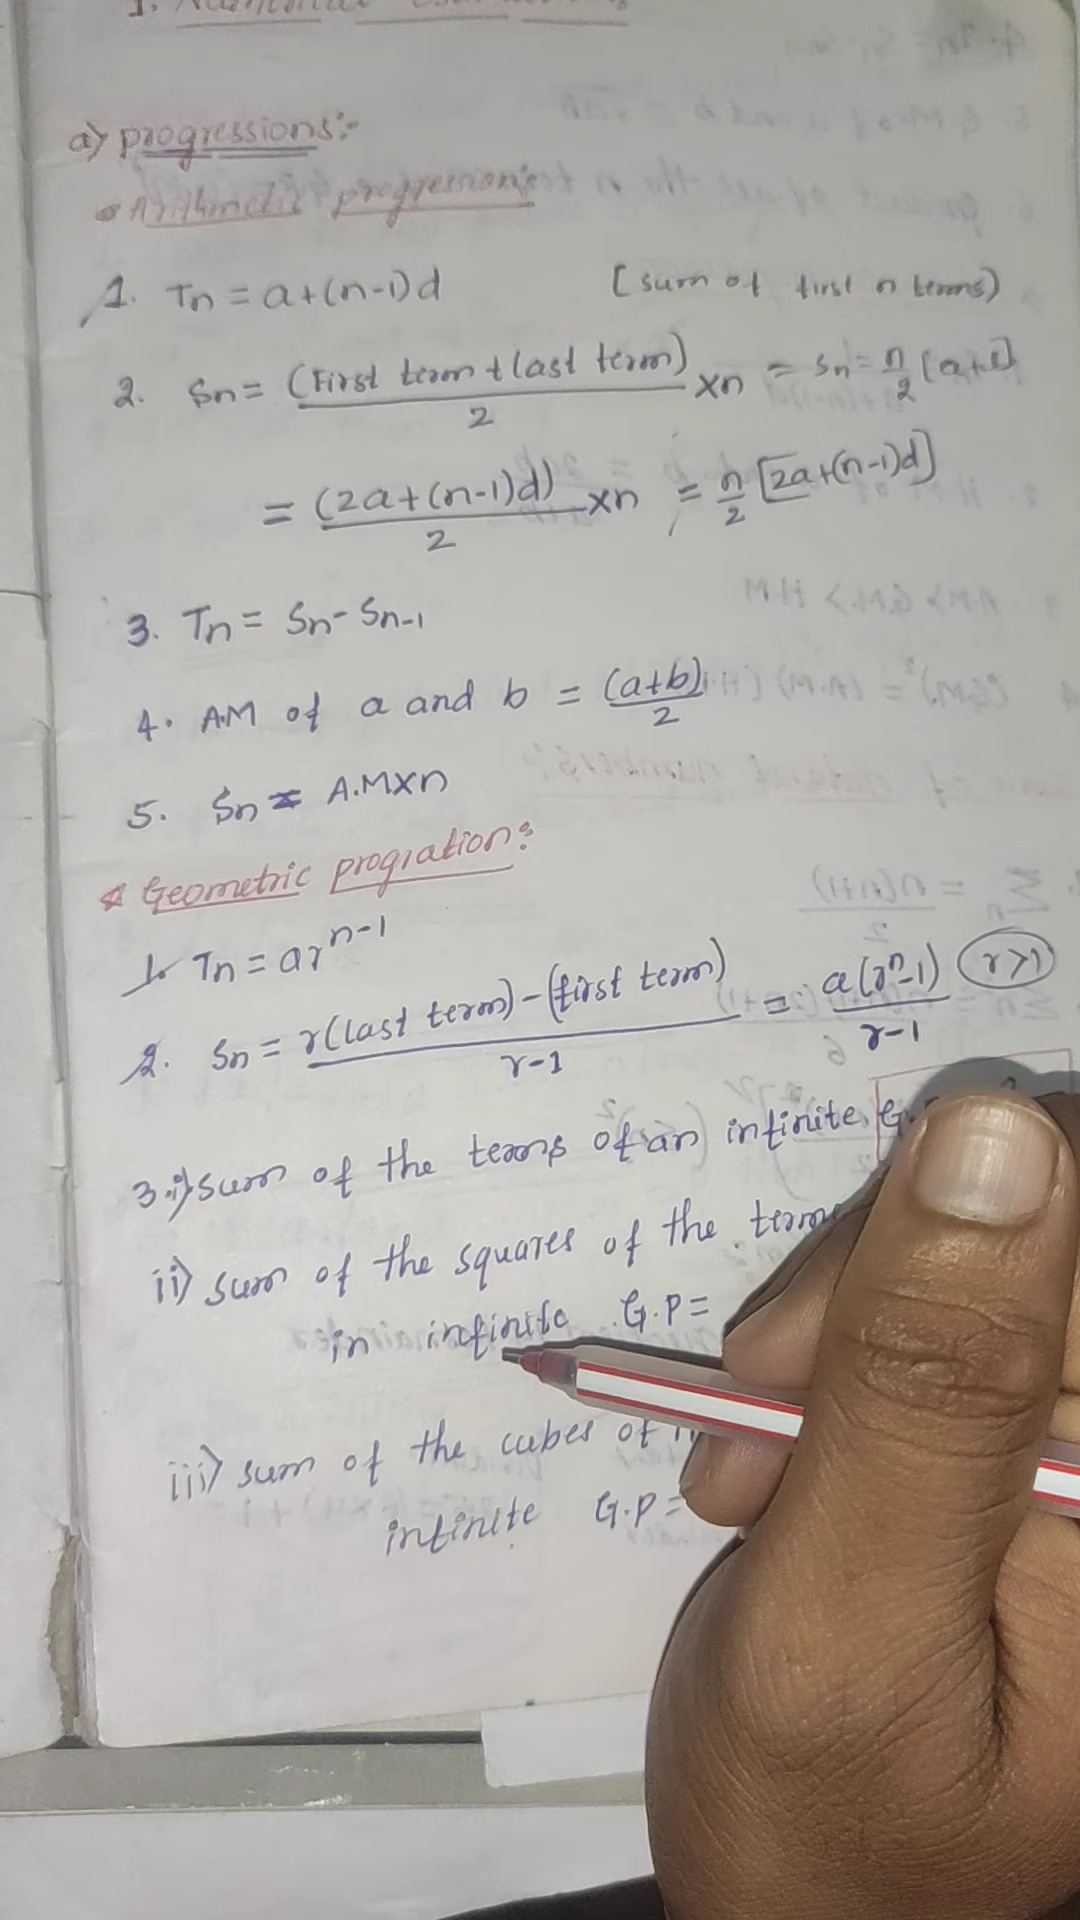 a) progressions:-
Arithmetic progression:
1. Tn = a+(n-1)d [sum of first n terms)
2. Sn = (First term + last term)/2 xn = Sn = n/2 [a+l]
= (2a+(n-1)d)/2 xn = n/2 [2a+(n-1)d]
3. Tn = Sn - Sn-1
4. A.M of a and b = (a+b)/2
5. Sn = A.Mxn
* Geometric progration:
1. Tn = ar^n-1
2. Sn = r(last term)-(first term)/r-1 = a(r^n-1)/r-1 (r>1)
3.i) sum of the terms of an infinite G.
ii) sum of the squares of the terms
in infinite G.P =
iii) sum of the cubes of
infinite G.P =